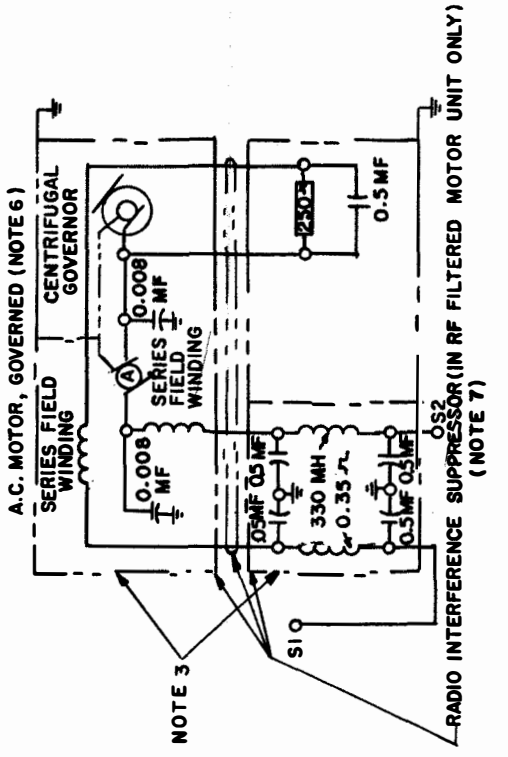 A.C. MOTOR, GOVERNED (NOTE 6)
SERIES FIELD
WINDING
CENTRIFUGAL
GOVERNOR
0.008
MF
A
0.008
MF
SERIES
FIELD
WINDING
NOTE 3
S1
.05MF
0.5 MF
330 MH
or 0.35 Ω
0.5MF
0.5MF
S2
250Ω
0.5MF
RADIO INTERFERENCE SUPPRESSOR (IN RF FILTERED MOTOR UNIT ONLY)
(NOTE 7)